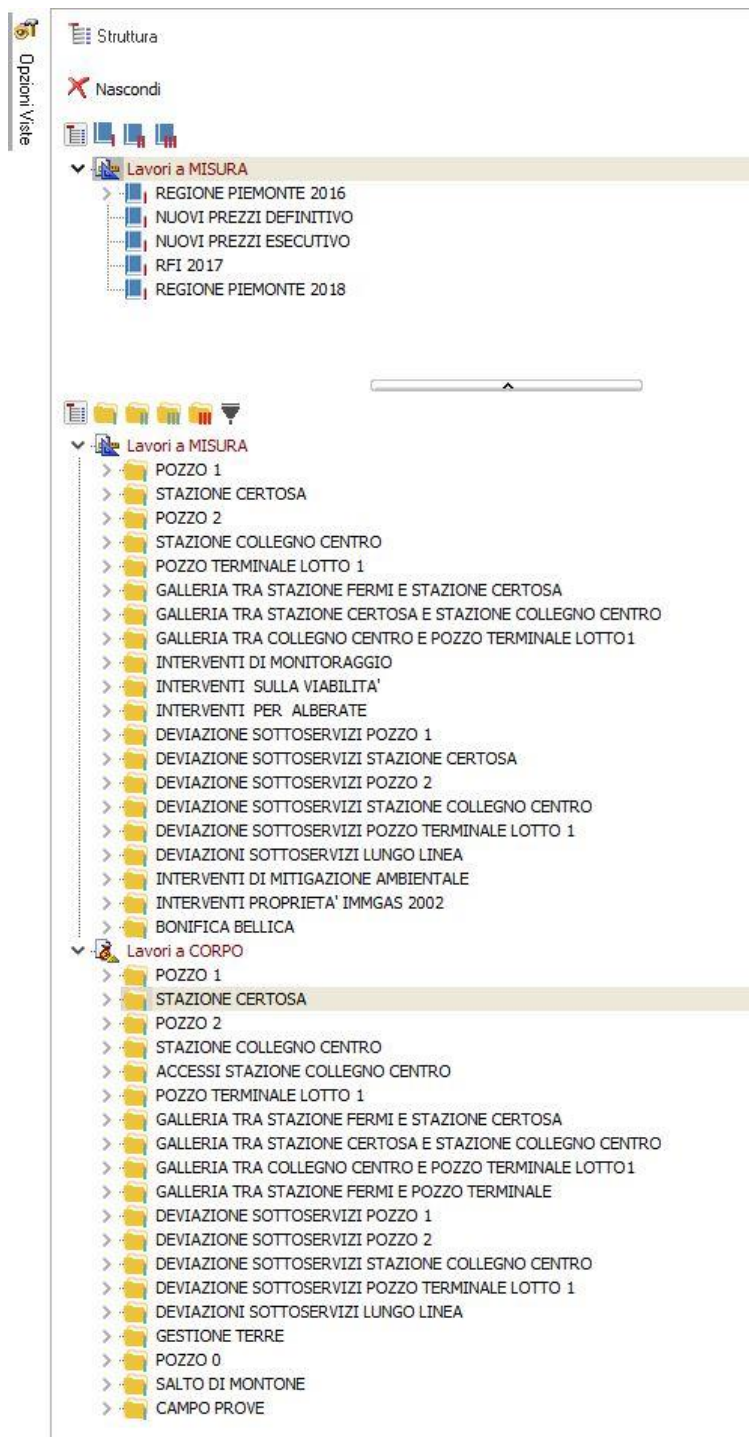 Opzioni Viste
Struttura
Nascondi
Lavori a MISURA
REGIONE PIEMONTE 2016
NUOVI PREZZI DEFINITIVO
NUOVI PREZZI ESECUTIVO
RFI 2017
REGIONE PIEMONTE 2018
Lavori a MISURA
POZZO 1
STAZIONE CERTOSA
POZZO 2
STAZIONE COLLEGNO CENTRO
POZZO TERMINALE LOTTO 1
GALLERIA TRA STAZIONE FERMI E STAZIONE CERTOSA
GALLERIA TRA STAZIONE CERTOSA E STAZIONE COLLEGNO CENTRO
GALLERIA TRA COLLEGNO CENTRO E POZZO TERMINALE LOTTO1
INTERVENTI DI MONITORAGGIO
INTERVENTI  SULLA VIABILITA'
INTERVENTI  PER  ALBERATE
DEVIAZIONE SOTTOSERVIZI POZZO 1
DEVIAZIONE SOTTOSERVIZI STAZIONE CERTOSA
DEVIAZIONE SOTTOSERVIZI POZZO 2
DEVIAZIONE SOTTOSERVIZI STAZIONE COLLEGNO CENTRO
DEVIAZIONE SOTTOSERVIZI POZZO TERMINALE LOTTO 1
DEVIAZIONI SOTTOSERVIZI LUNGO LINEA
INTERVENTI DI MITIGAZIONE AMBIENTALE
INTERVENTI PROPRIETA' IMMGAS 2002
BONIFICA BELLICA
Lavori a CORPO
POZZO 1
STAZIONE CERTOSA
POZZO 2
STAZIONE COLLEGNO CENTRO
ACCESSI STAZIONE COLLEGNO CENTRO
POZZO TERMINALE LOTTO 1
GALLERIA TRA STAZIONE FERMI E STAZIONE CERTOSA
GALLERIA TRA STAZIONE CERTOSA E STAZIONE COLLEGNO CENTRO
GALLERIA TRA COLLEGNO CENTRO E POZZO TERMINALE LOTTO1
GALLERIA TRA STAZIONE FERMI E POZZO TERMINALE
DEVIAZIONE SOTTOSERVIZI POZZO 1
DEVIAZIONE SOTTOSERVIZI POZZO 2
DEVIAZIONE SOTTOSERVIZI STAZIONE COLLEGNO CENTRO
DEVIAZIONE SOTTOSERVIZI POZZO TERMINALE LOTTO 1
DEVIAZIONI SOTTOSERVIZI LUNGO LINEA
GESTIONE TERRE
POZZO 0
SALTO DI MONTONE
CAMPO PROVE